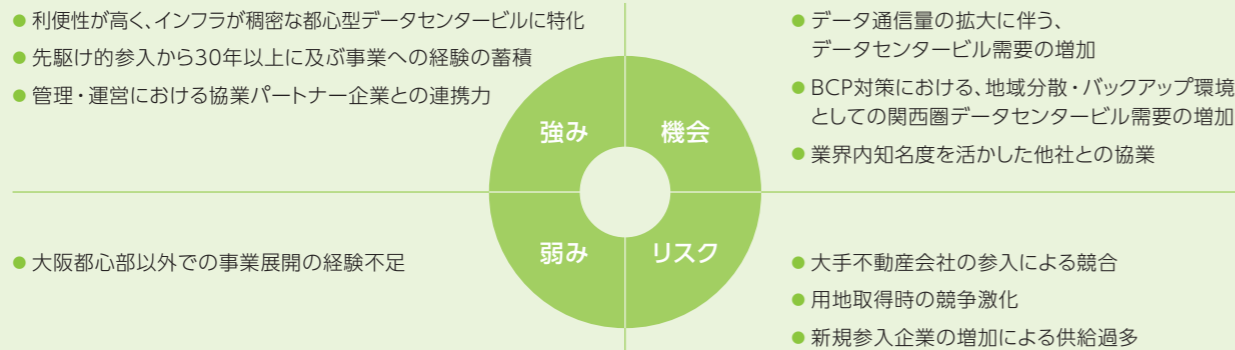 ● 利便性が高く、インフラが稠密な都心型データセンタービルに特化
● 先駆け的参入から30年以上に及ぶ事業への経験の蓄積
● 管理・運営における協業パートナー企業との連携力
強み
機会
● データ通信量の拡大に伴う、
データセンタービル需要の増加
● BCP対策における、地域分散・バックアップ環境
としての関西圏データセンタービル需要の増加
● 業界内知名度を活かした他社との協業
弱み
リスク
● 大阪都心部以外での事業展開の経験不足
● 大手不動産会社の参入による競合
● 用地取得時の競争激化
● 新規参入企業の増加による供給過多